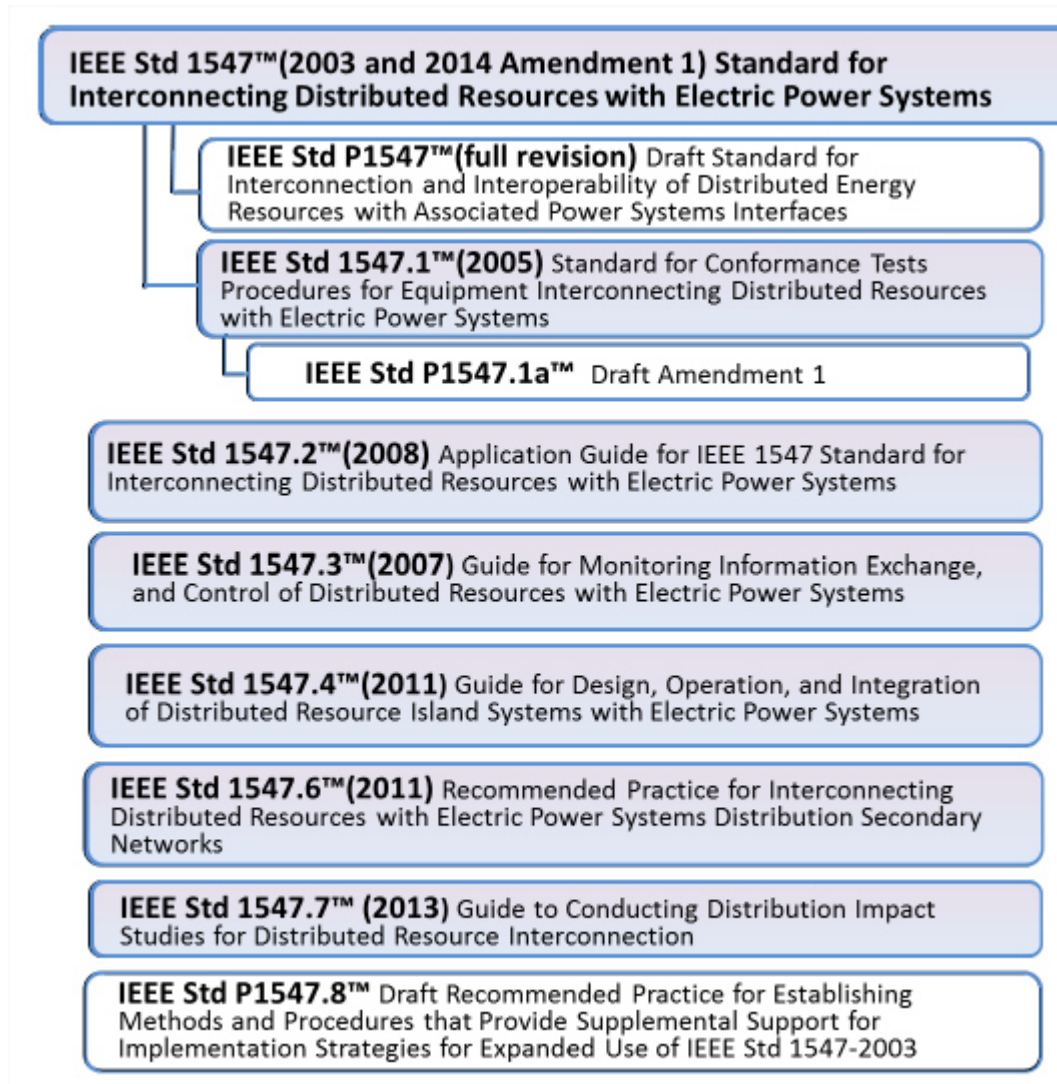 IEEE Std 1547™(2003 and 2014 Amendment 1) Standard for
Interconnecting Distributed Resources with Electric Power Systems
IEEE Std P1547™(full revision) Draft Standard for
Interconnection and Interoperability of Distributed Energy
Resources with Associated Power Systems Interfaces
IEEE Std 1547.1™(2005) Standard for Conformance Tests
Procedures for Equipment Interconnecting Distributed Resources
with Electric Power Systems
IEEE Std P1547.1a™ Draft Amendment 1
IEEE Std 1547.2™(2008) Application Guide for IEEE 1547 Standard for
Interconnecting Distributed Resources with Electric Power Systems
IEEE Std 1547.3™(2007) Guide for Monitoring Information Exchange,
and Control of Distributed Resources with Electric Power Systems
IEEE Std 1547.4™(2011) Guide for Design, Operation, and Integration
of Distributed Resource Island Systems with Electric Power Systems
IEEE Std 1547.6™(2011) Recommended Practice for Interconnecting
Distributed Resources with Electric Power Systems Distribution Secondary
Networks
IEEE Std 1547.7™ (2013) Guide to Conducting Distribution Impact
Studies for Distributed Resource Interconnection
IEEE Std P1547.8™ Draft Recommended Practice for Establishing
Methods and Procedures that Provide Supplemental Support for
Implementation Strategies for Expanded Use of IEEE Std 1547-2003